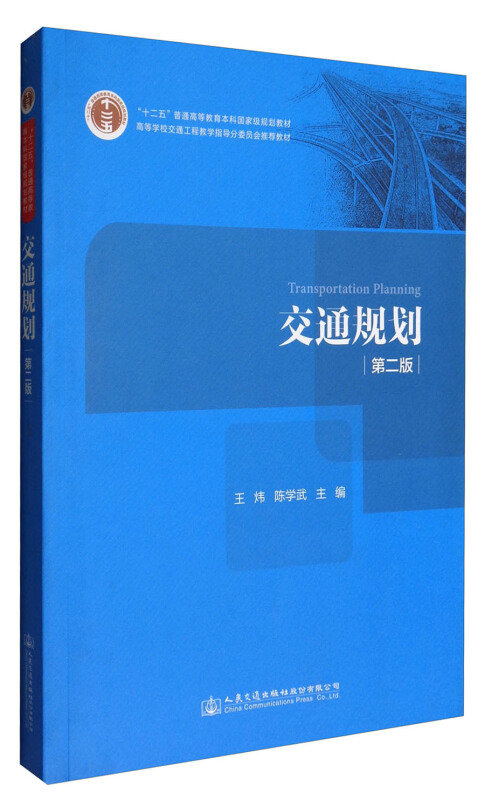 “十二五”普通高等教育本科国家级规划教材
高等学校交通工程教学指导分委员会推荐教材
十二五
Transportation Planning
交通规划
第二版
王 炜 陈学武 主 编
人民交通出版社股份有限公司
China Communications Press Co.,Ltd.
交通规划
第二版